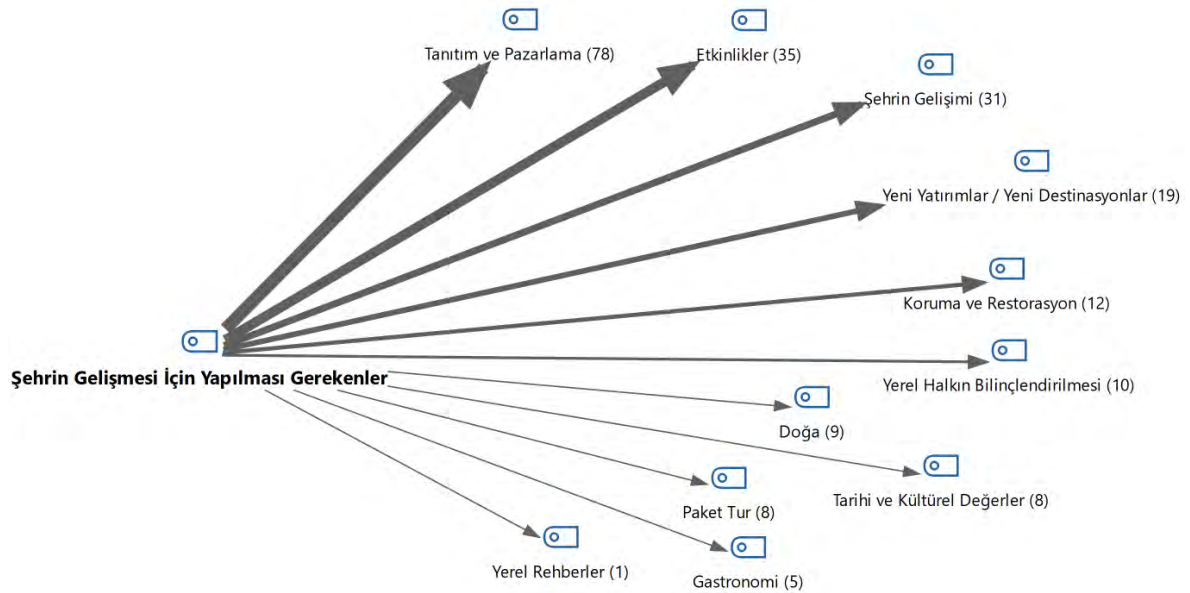 Tanıtım ve Pazarlama (78)
Etkinlikler (35)
Şehrin Gelişimi (31)
Yeni Yatırımlar / Yeni Destinasyonlar (19)
Koruma ve Restorasyon (12)
Yerel Halkın Bilinçlendirilmesi (10)
Şehrin Gelişmesi İçin Yapılması Gerekenler
Doğa (9)
Tarihi ve Kültürel Değerler (8)
Paket Tur (8)
Yerel Rehberler (1)
Gastronomi (5)